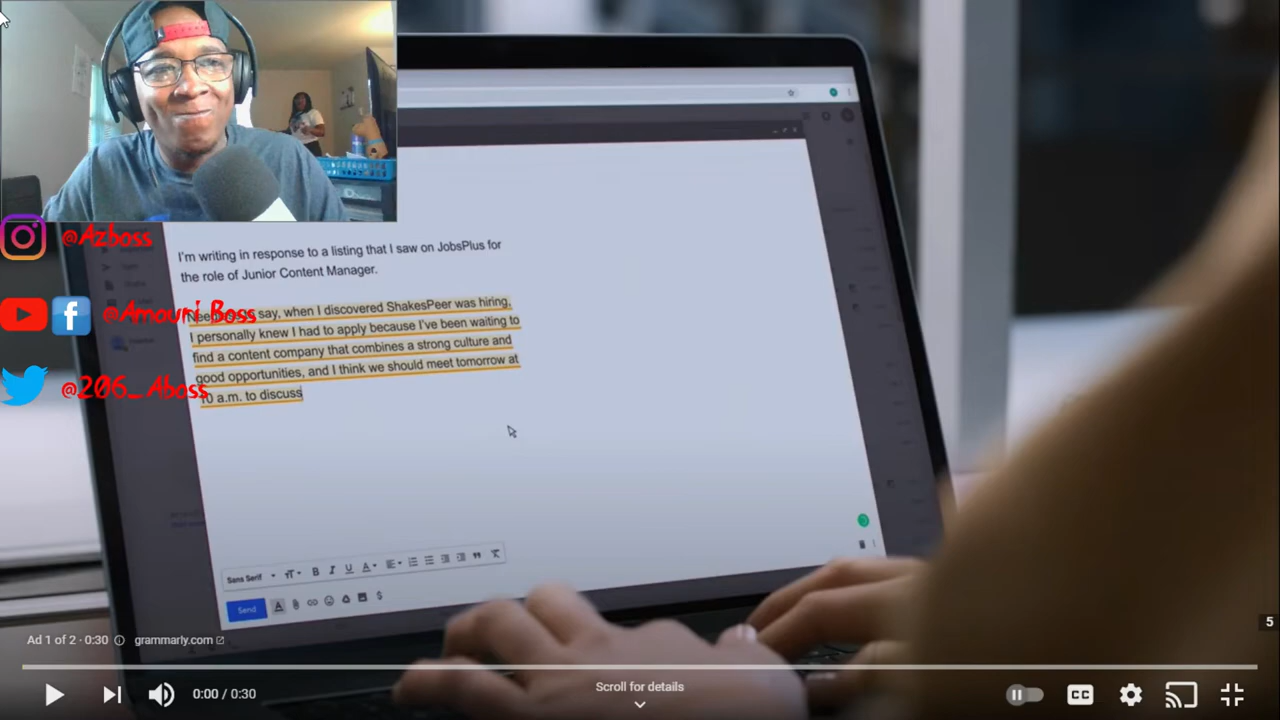 @Azboss
@Amouri Boss
@206_Aboss
I'm writing in response to a listing that I saw on JobsPlus for
the role of Junior Content Manager.
say, when I discovered ShakesPeer was hiring,
I personally knew I had to apply because I've been waiting to
find a content company that combines a strong culture and
good opportunities, and I think we should meet tomorrow at
10 a.m. to discuss
Sans Serif
Send
5
Ad 1 of 2 · 0:30
grammarly.com
0:00 / 0:30
Scroll for details
CC